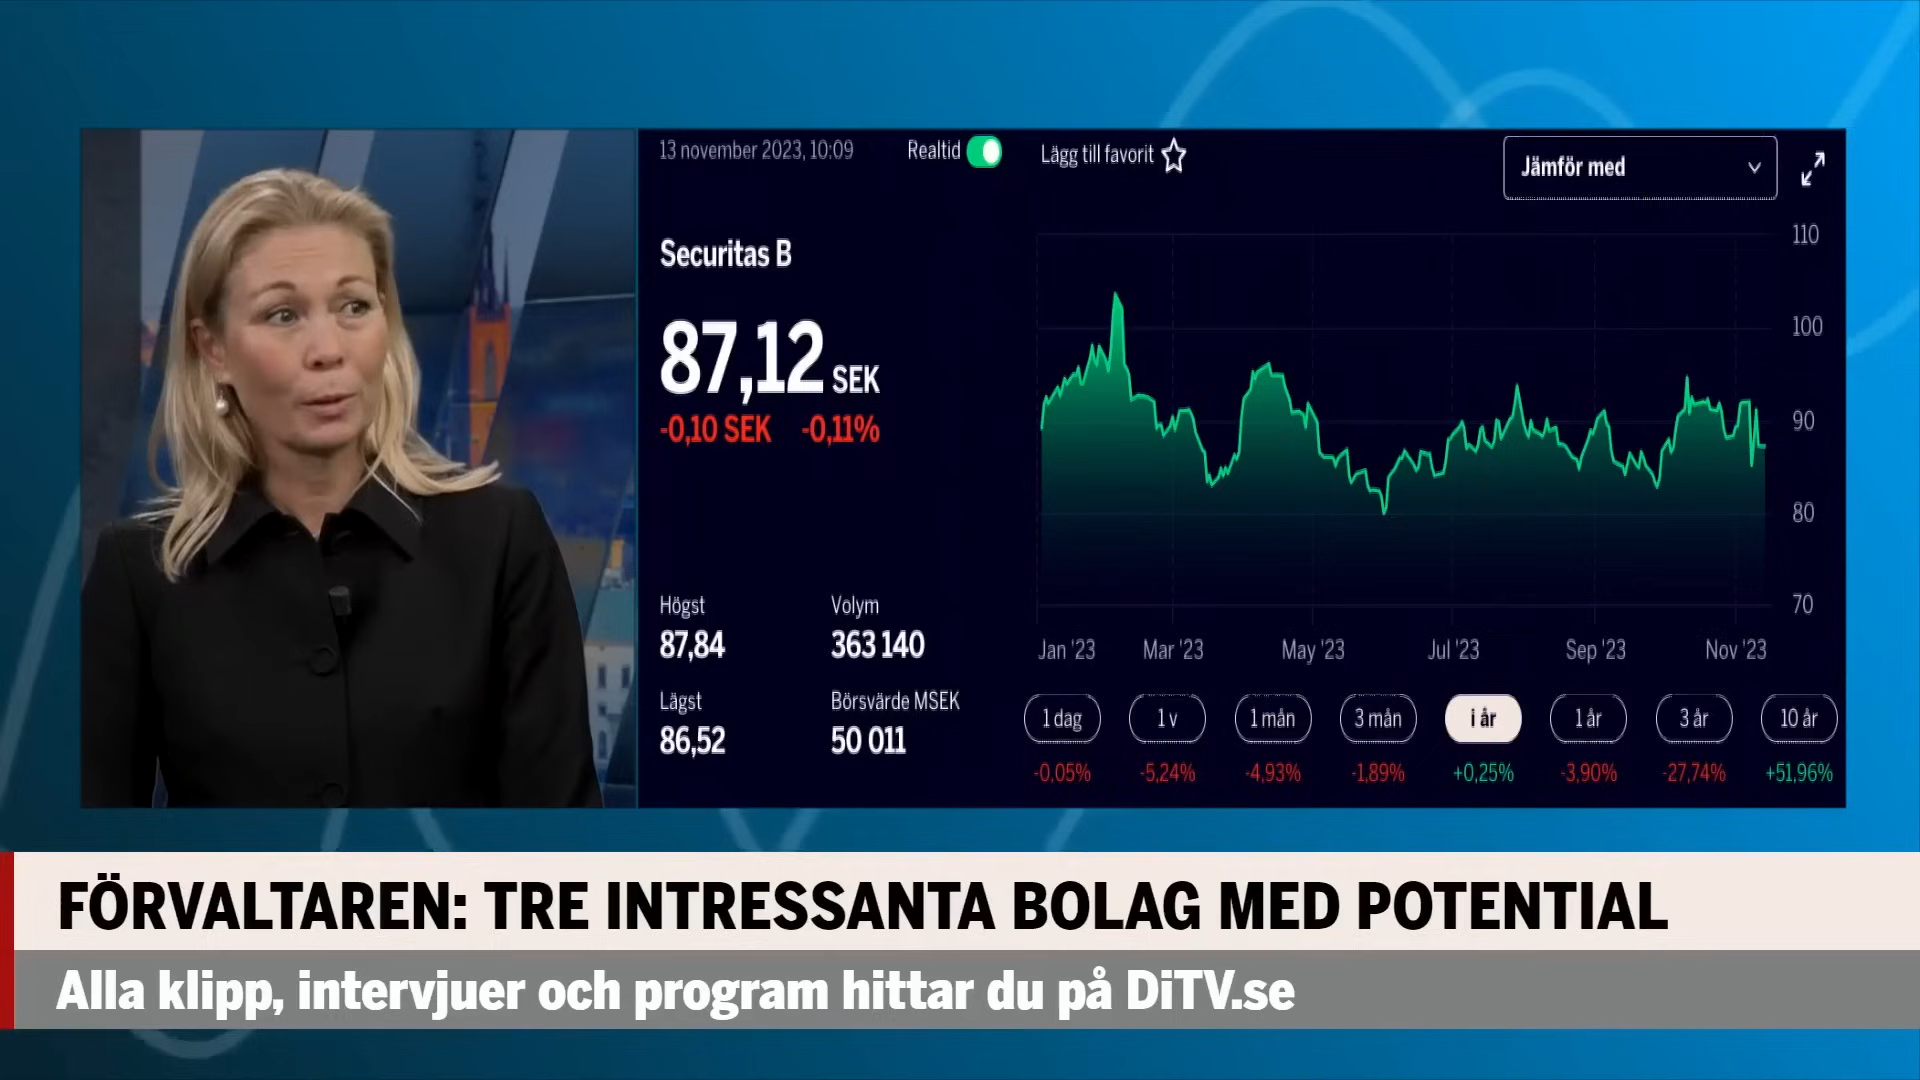 13 november 2023, 10:09
Realtid
Lägg till favorit
Jämför med
Securitas B
87,12 SEK
-0,10 SEK -0,11%
Högst
87,84
Volym
363 140
Lägst
86,52
Börsvärde MSEK
50 011
110
100
90
80
70
Jan '23 Mar '23 May '23 Jul '23 Sep '23 Nov '23
1 dag 1 v 1 mån 3 mån i år 1 år 3 år 10 år
-0,05% -5,24% -4,93% -1,89% +0,25% -3,90% -27,74% +51,96%
FÖRVALTAREN: TRE INTRESSANTA BOLAG MED POTENTIAL
Alla klipp, intervjuer och program hittar du på DiTV.se